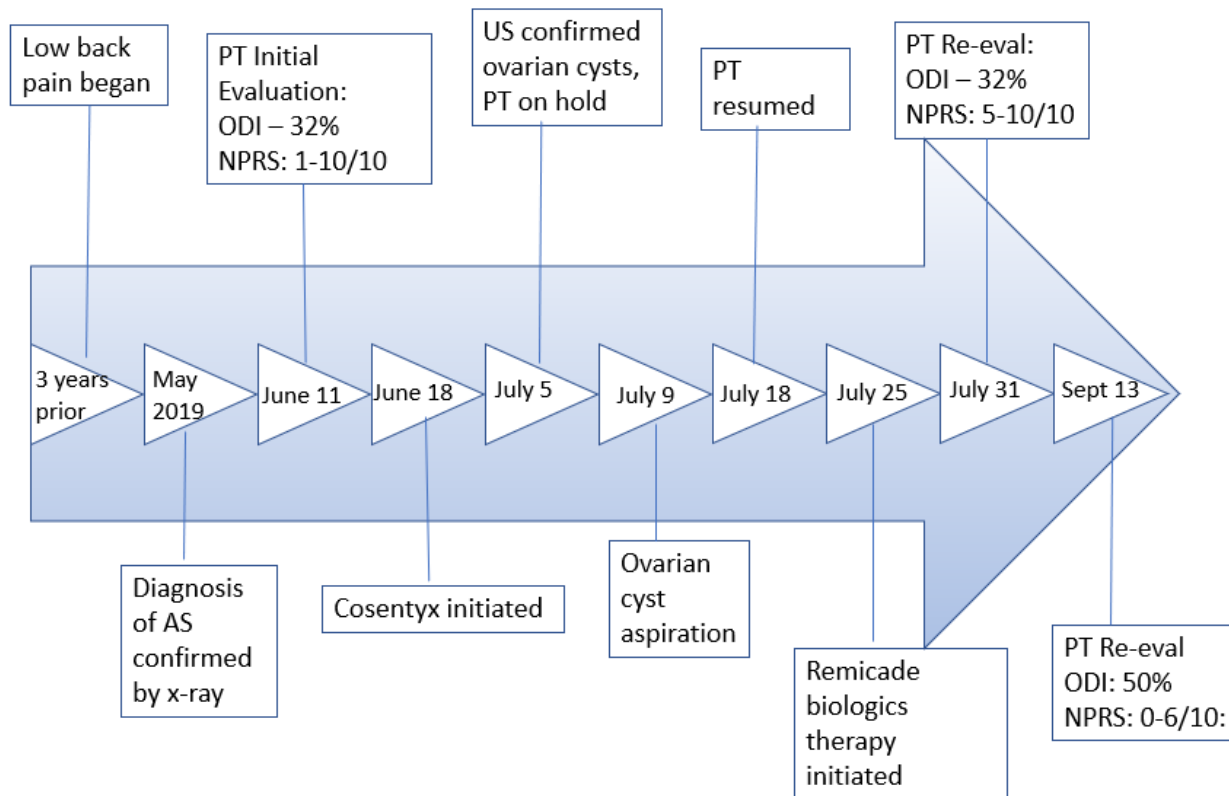 Low back
pain began
PT Initial
Evaluation:
ODI – 32%
NPRS: 1-10/10
US confirmed
ovarian cysts,
PT on hold
PT
resumed
PT Re-eval:
ODI – 32%
NPRS: 5-10/10
3 years
prior
May
2019
June 11
June 18
July 5
July 9
July 18
July 25
July 31
Sept 13
Diagnosis
of AS
confirmed
by x-ray
Cosentyx initiated
Ovarian
cyst
aspiration
Remicade
biologics
therapy
initiated
PT Re-eval
ODI: 50%
NPRS: 0-6/10: